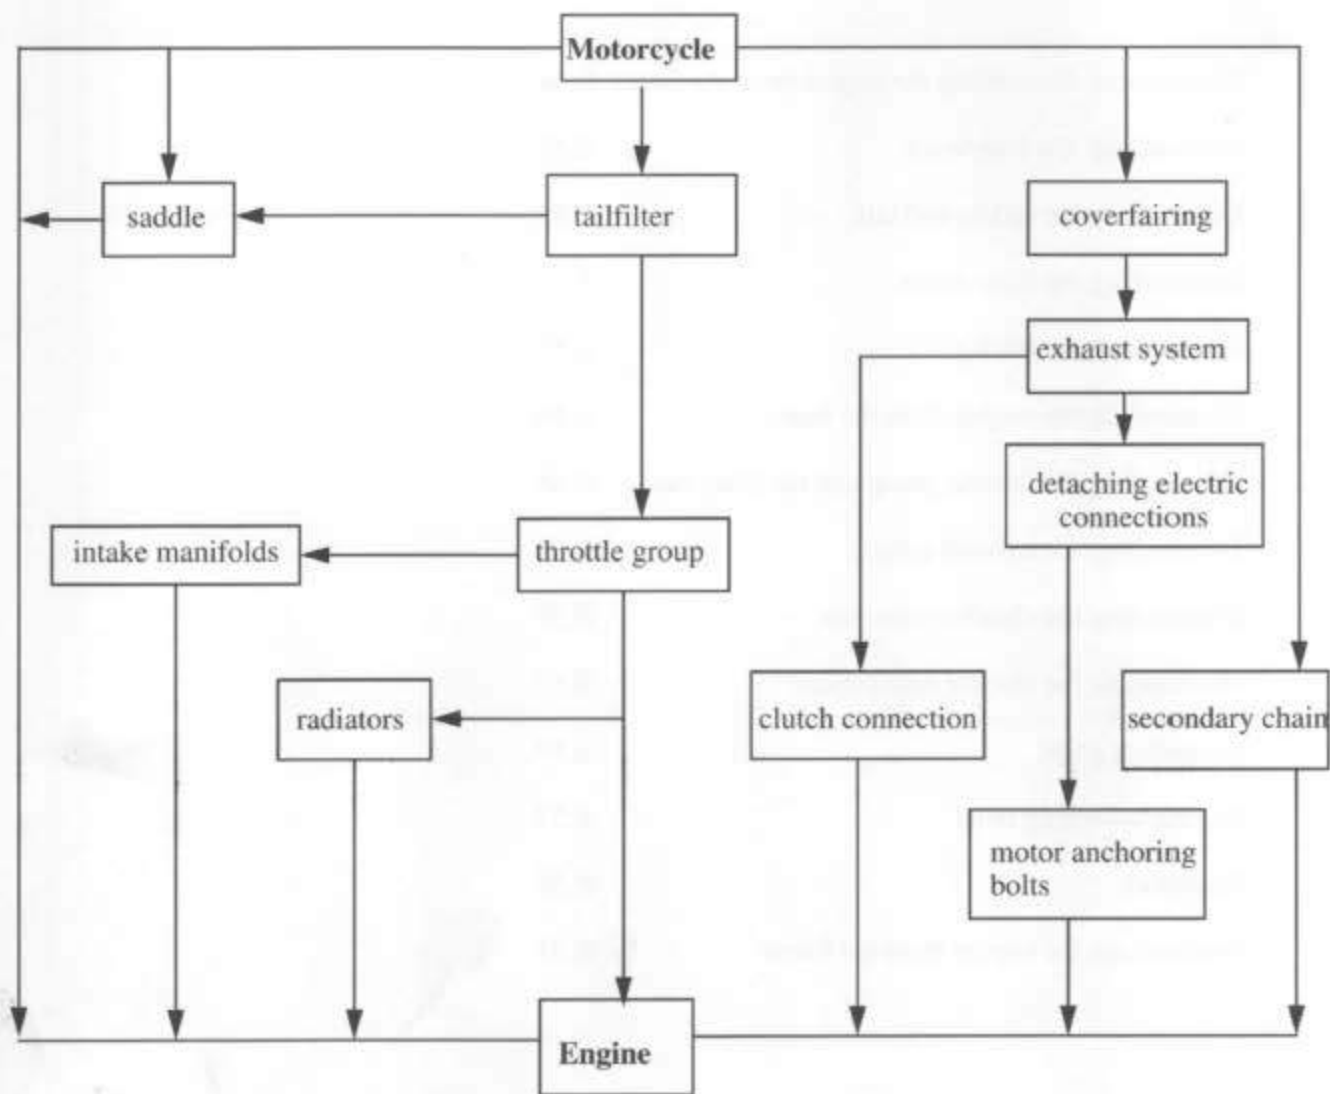 Motorcycle
saddle
tailfilter
coverfairing
exhaust system
detaching electric
connections
intake manifolds
throttle group
radiators
clutch connection
secondary chain
motor anchoring
bolts
Engine